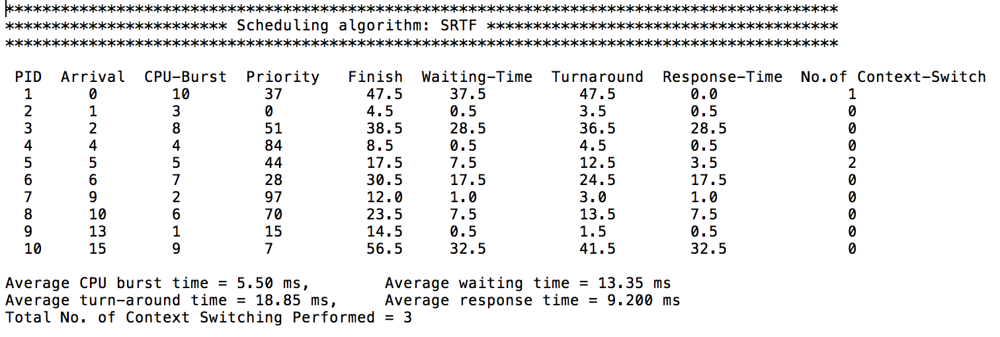 ******************************************************************************************
************************ Scheduling algorithm: SRTF **************************************
******************************************************************************************
PID Arrival CPU-Burst Priority Finish Waiting-Time Turnaround Response-Time No.of Context-Switch
1 0 10 37 47.5 37.5 47.5 0.0 1
2 1 3 0 4.5 0.5 3.5 0.5 0
3 2 8 51 38.5 28.5 36.5 28.5 0
4 4 4 84 8.5 0.5 4.5 0.5 0
5 5 5 44 17.5 7.5 12.5 3.5 2
6 6 7 28 30.5 17.5 24.5 17.5 0
7 9 2 97 12.0 1.0 3.0 1.0 0
8 10 6 70 23.5 7.5 13.5 7.5 0
9 13 1 15 14.5 0.5 1.5 0.5 0
10 15 9 7 56.5 32.5 41.5 32.5 0
Average CPU burst time = 5.50 ms, Average waiting time = 13.35 ms
Average turn-around time = 18.85 ms, Average response time = 9.200 ms
Total No. of Context Switching Performed = 3